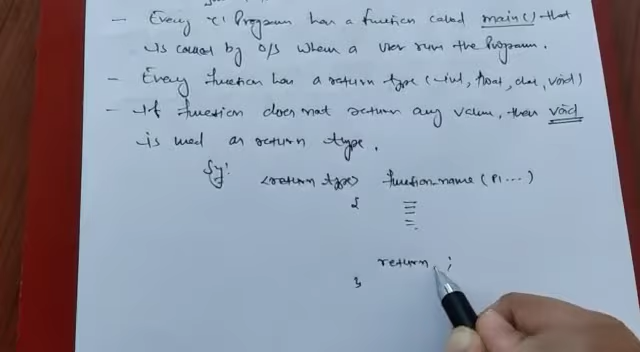 - Every 'C' Program has a function called main() that
is called by O/S when a user run the Program.
- Every function has a return type (int, float, char, void)
- If function does not return any value, then void
is used as return type.
Sy:
<return type> function-name (P1 ...)
{
return ;
}